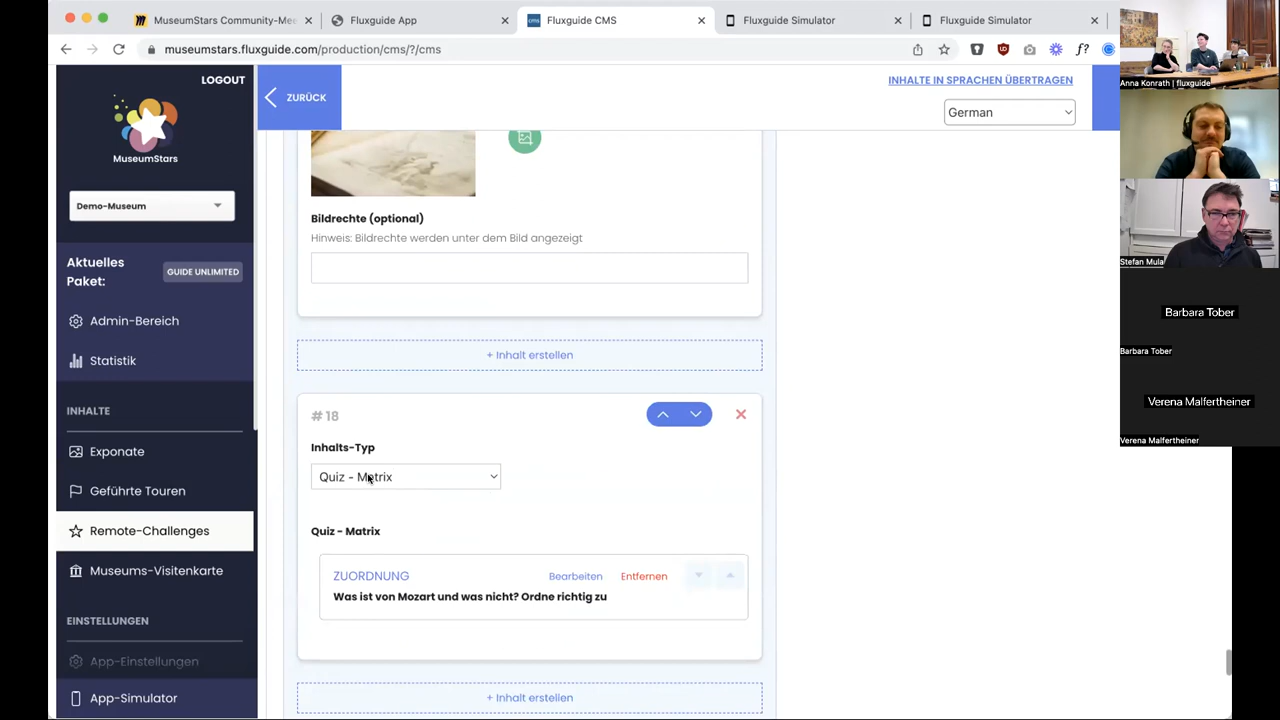 MuseumStars Community-Mee
Fluxguide App
Fluxguide CMS
Fluxguide Simulator
Fluxguide Simulator
museumstars.fluxguide.com/production/cms/?/cms
LOGOUT
MuseumStars
Demo-Museum
Aktuelles
Paket:
GUIDE UNLIMITED
Admin-Bereich
Statistik
INHALTE
Exponate
Geführte Touren
Remote-Challenges
Museums-Visitenkarte
EINSTELLUNGEN
App-Einstellungen
App-Simulator
ZURÜCK
INHALTE IN SPRACHEN ÜBERTRAGEN
German
Bildrechte (optional)
Hinweis: Bildrechte werden unter dem Bild angezeigt
+ Inhalt erstellen
# 18
Inhalts-Typ
Quiz - Matrix
Quiz - Matrix
ZUORDNUNG
Bearbeiten
Entfernen
Was ist von Mozart und was nicht? Ordne richtig zu
+ Inhalt erstellen
Anna Konrath | fluxguide
Stefan Mula
Barbara Tober
Barbara Tober
Verena Malfertheiner
Verena Malfertheiner